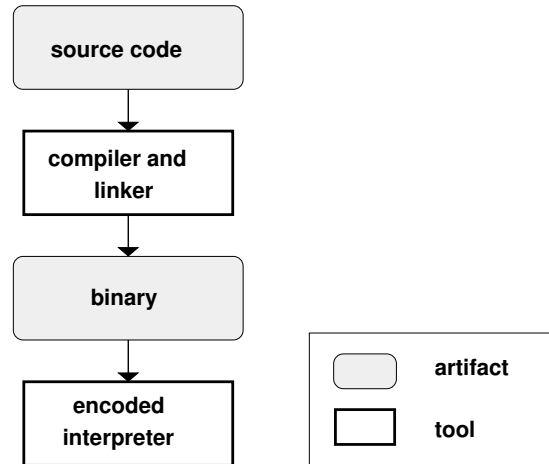 source code
compiler and
linker
binary
encoded
interpreter
artifact
tool